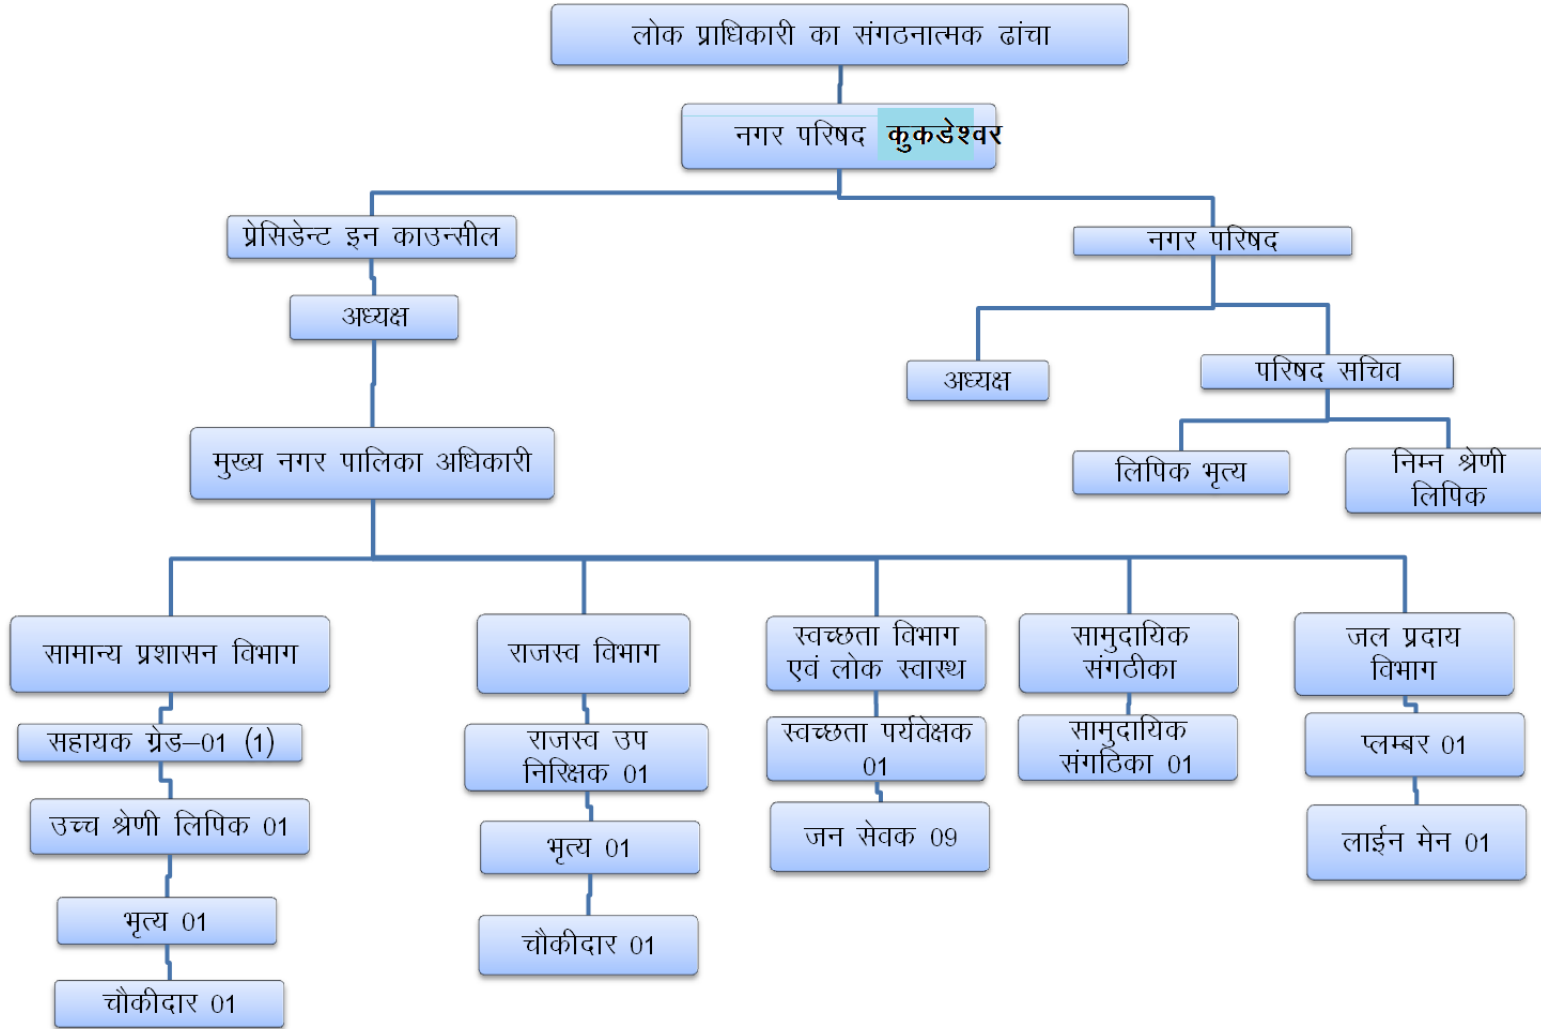 लोक प्राधिकारी का संगठनात्मक ढांचा
नगर परिषद कुकडेश्वर
प्रेसिडेन्ट इन काउन्सील
नगर परिषद
अध्यक्ष
अध्यक्ष
परिषद सचिव
मुख्य नगर पालिका अधिकारी
लिपिक भृत्य
निम्न श्रेणी
लिपिक
सामान्य प्रशासन विभाग
राजस्व विभाग
स्वच्छता विभाग
एवं लोक स्वास्थ
सामुदायिक
संगठीका
जल प्रदाय
विभाग
सहायक ग्रेड–01 (1)
राजस्व उप
निरिक्षक 01
स्वच्छता पर्यवेक्षक
01
सामुदायिक
संगठिका 01
प्लम्बर 01
उच्च श्रेणी लिपिक 01
भृत्य 01
जन सेवक 09
लाईन मेन 01
भृत्य 01
चौकीदार 01
चौकीदार 01